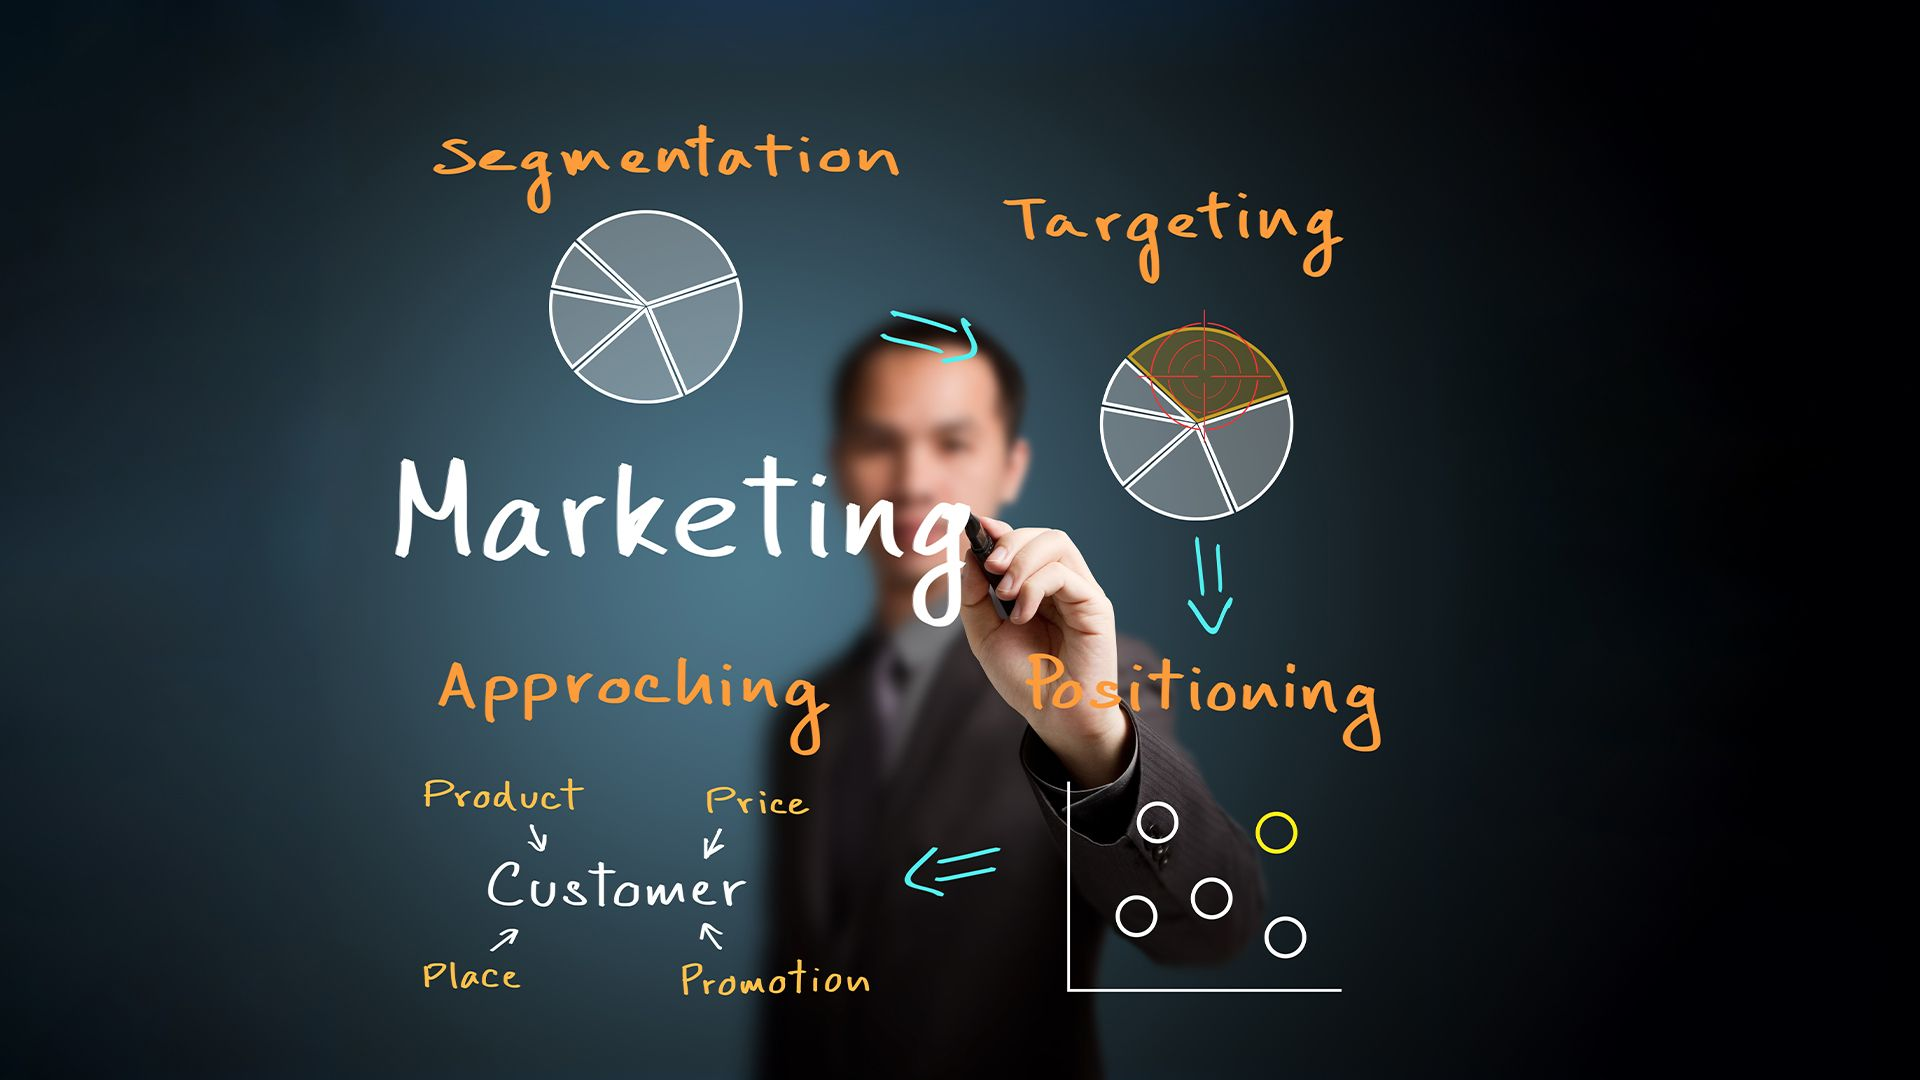 Segmentation
Targeting
Marketing
Approching
Positioning
Product
Price
Customer
Place
Promotion